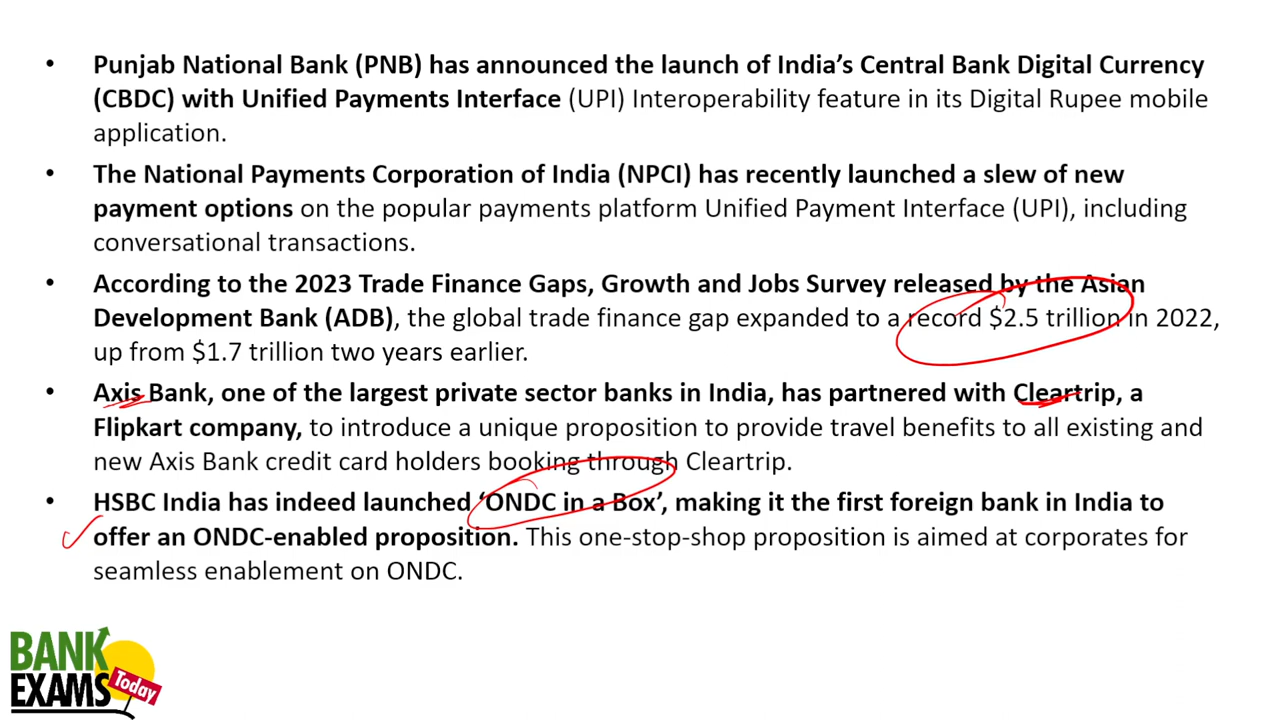 • Punjab National Bank (PNB) has announced the launch of India’s Central Bank Digital Currency
(CBDC) with Unified Payments Interface (UPI) Interoperability feature in its Digital Rupee mobile
application.
• The National Payments Corporation of India (NPCI) has recently launched a slew of new
payment options on the popular payments platform Unified Payment Interface (UPI), including
conversational transactions.
• According to the 2023 Trade Finance Gaps, Growth and Jobs Survey released by the Asian
Development Bank (ADB), the global trade finance gap expanded to a record $2.5 trillion in 2022,
up from $1.7 trillion two years earlier.
• Axis Bank, one of the largest private sector banks in India, has partnered with Cleartrip, a
Flipkart company, to introduce a unique proposition to provide travel benefits to all existing and
new Axis Bank credit card holders booking through Cleartrip.
• HSBC India has indeed launched ‘ONDC in a Box’, making it the first foreign bank in India to
offer an ONDC-enabled proposition. This one-stop-shop proposition is aimed at corporates for
seamless enablement on ONDC.
BANK
EXAMS Today